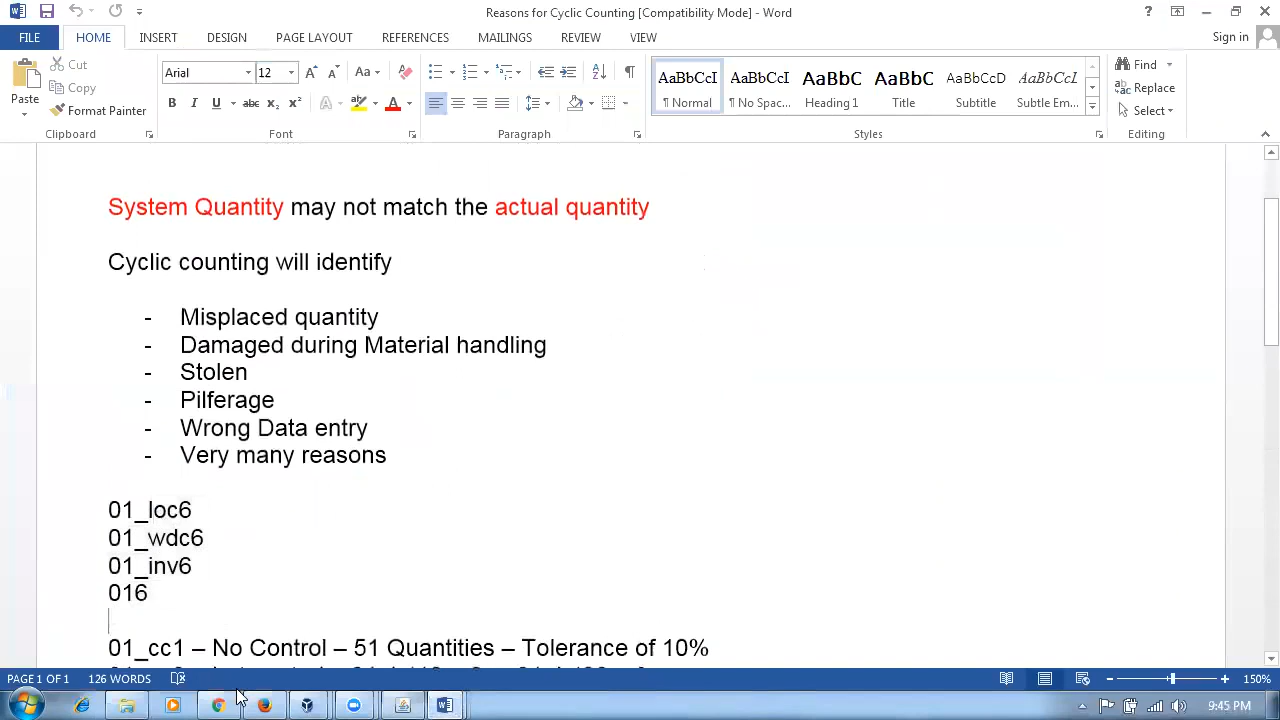 Reasons for Cyclic Counting [Compatibility Mode] - Word
FILE HOME INSERT DESIGN PAGE LAYOUT REFERENCES MAILINGS REVIEW VIEW Sign in
Paste
Cut
Copy
Format Painter
Clipboard
Arial 12
Font
Paragraph
AaBbCcI AaBbCcI AaBbC AaBbC AaBbCcD AaBbCcI
¶ Normal ¶ No Spac... Heading 1 Title Subtitle Subtle Em...
Styles
Find
Replace
Select
Editing
System Quantity may not match the actual quantity
Cyclic counting will identify
- Misplaced quantity
- Damaged during Material handling
- Stolen
- Pilferage
- Wrong Data entry
- Very many reasons
01_loc6
01_wdc6
01_inv6
016
01_cc1 – No Control – 51 Quantities – Tolerance of 10%
PAGE 1 OF 1 126 WORDS 150%
9:45 PM